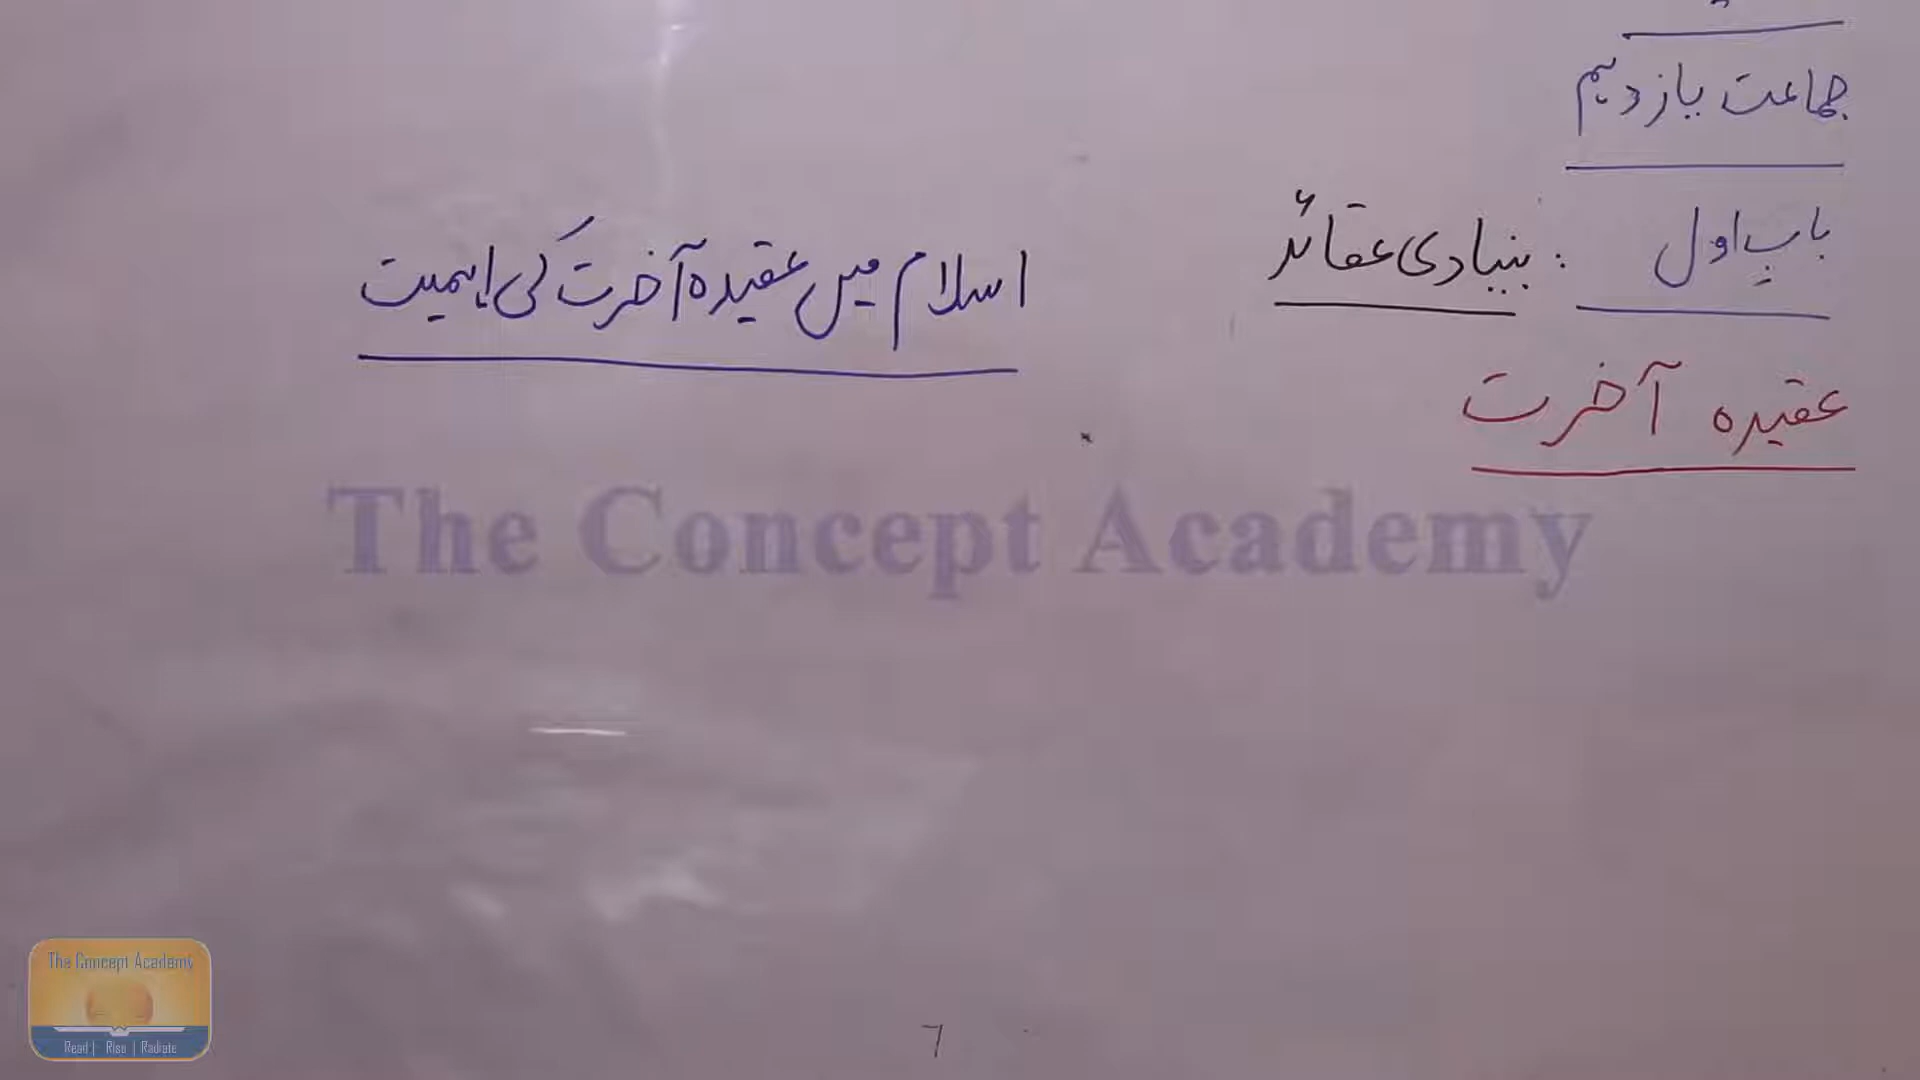 جماعت یازدہم
بابِ اول : بنیادی عقائد
عقیدہ آخرت
اسلام میں عقیدہ آخرت کی اہمیت
The Concept Academy
The Concept Academy
Read | Rise | Radiate
7